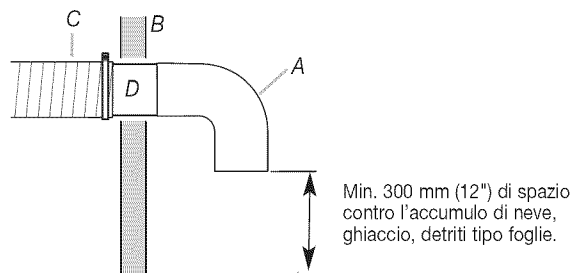 C
B
A
D
Min. 300 mm (12") di spazio
contro l'accumulo di neve,
ghiaccio, detriti tipo foglie.